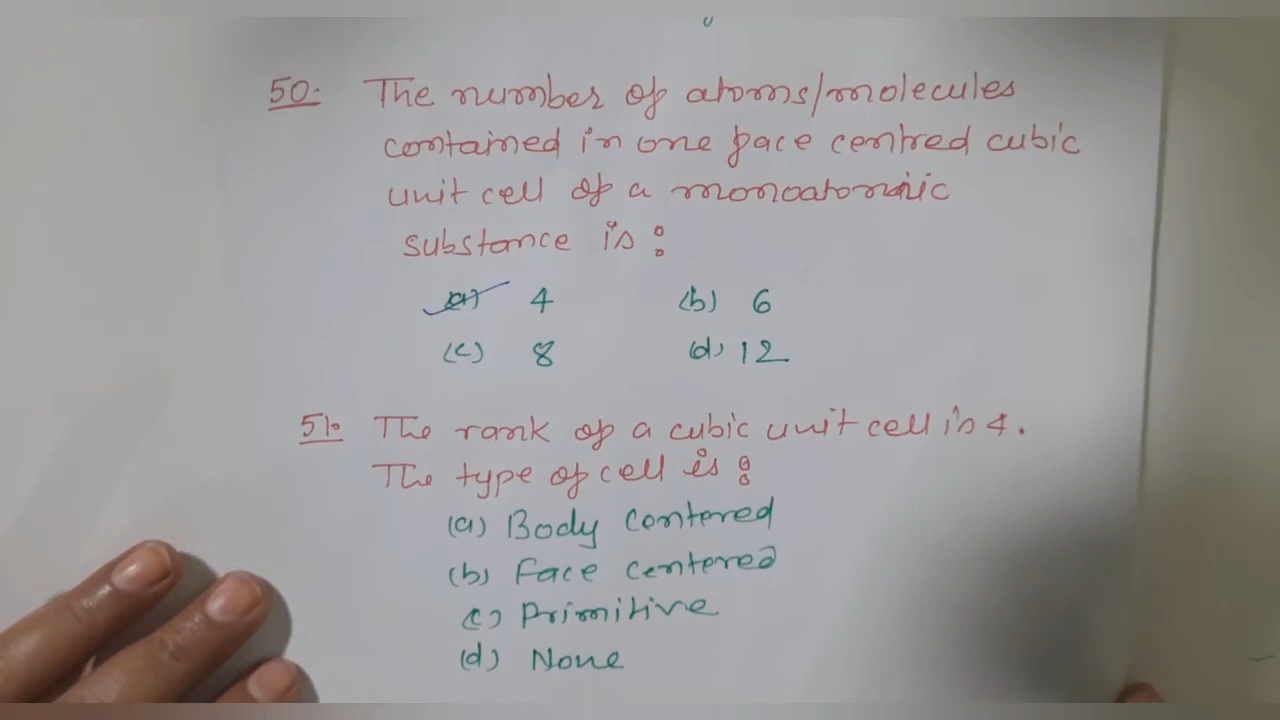 50. The number of atoms/molecules
contained in one face centred cubic
unit cell of a monoatomic
substance is :
(a) 4 (b) 6
(c) 8 (d) 12
51. The rank of a cubic unit cell is 4.
The type of cell is :
(a) Body Centered
(b) Face centered
(c) Primitive
(d) None